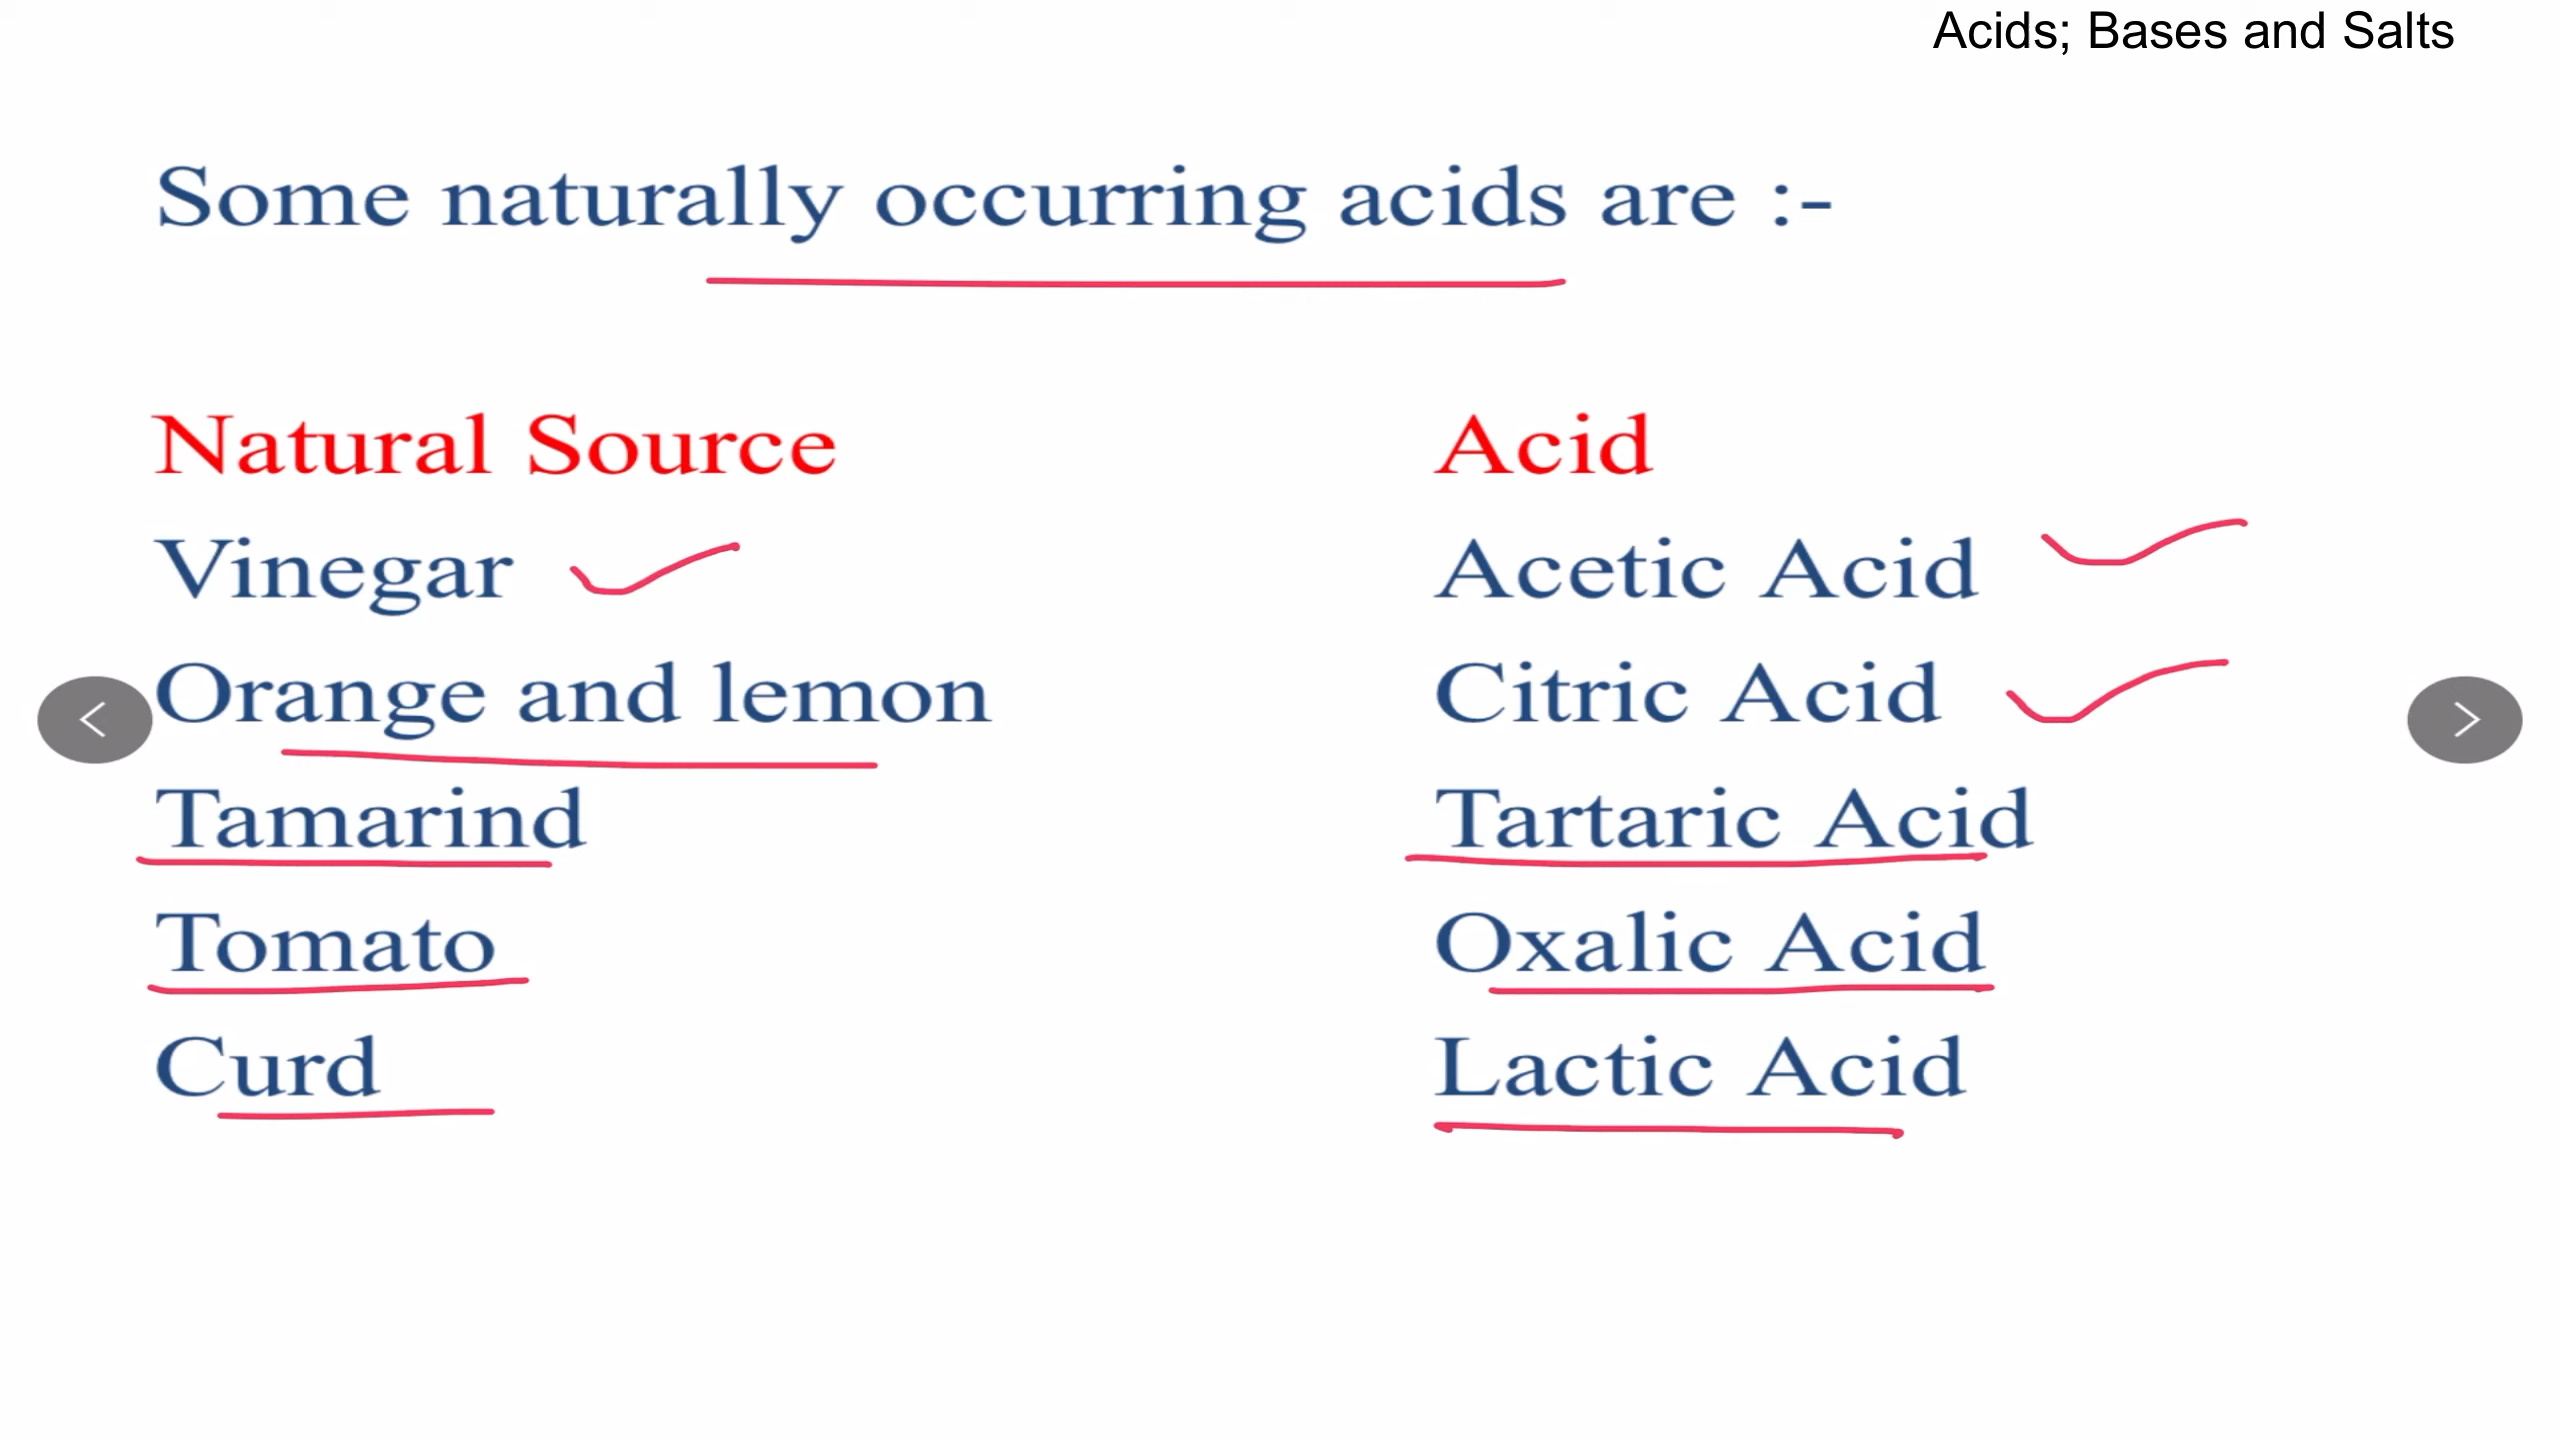 Acids; Bases and Salts
Some naturally occurring acids are :-
Natural Source Acid
Vinegar Acetic Acid
Orange and lemon Citric Acid
Tamarind Tartaric Acid
Tomato Oxalic Acid
Curd Lactic Acid